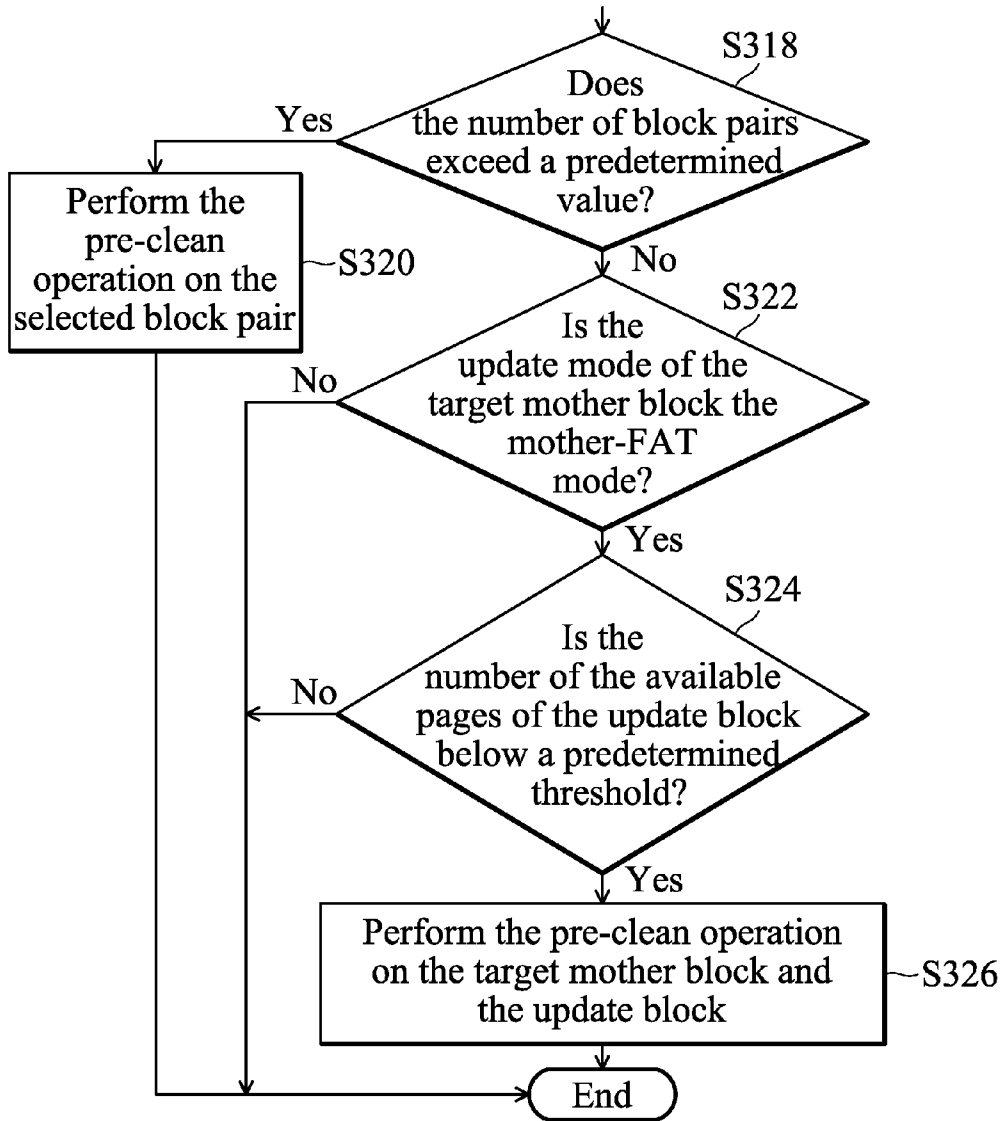 S318
Does
the number of block pairs
exceed a predetermined
value?
Yes
No
Perform the
pre-clean
operation on the
selected block pair
S320
S322
Is the
update mode of the
target mother block the
mother-FAT
mode?
No
Yes
S324
Is the
number of the available
pages of the update block
below a predetermined
threshold?
No
Yes
Perform the pre-clean operation
on the target mother block and
the update block
S326
End